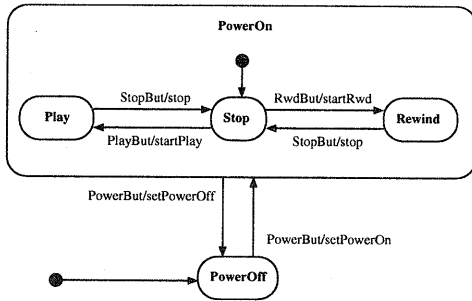 PowerOn
StopBut/stop
RwdBut/startRwd
Play
Stop
Rewind
PlayBut/startPlay
StopBut/stop
PowerBut/setPowerOff
PowerBut/setPowerOn
PowerOff